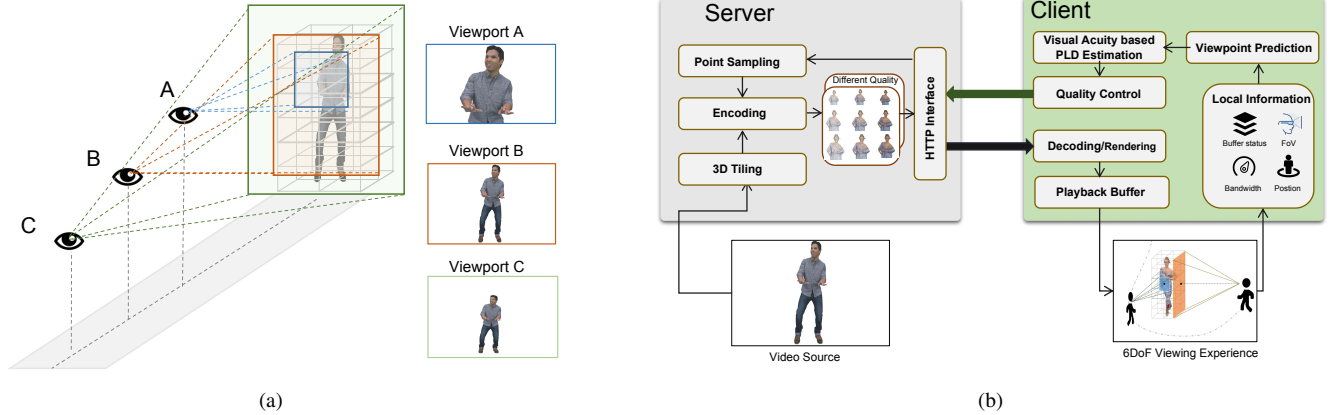 A
B
C
Viewport A
Viewport B
Viewport C
(a)
Server
Point Sampling
Encoding
3D Tiling
Different Quality
HTTP Interface
Video Source
Client
Visual Acuity based
PLD Estimation
Viewpoint Prediction
Quality Control
Local Information
Buffer status
FoV
Bandwidth
Postion
Decoding/Rendering
Playback Buffer
6DoF Viewing Experience
(b)